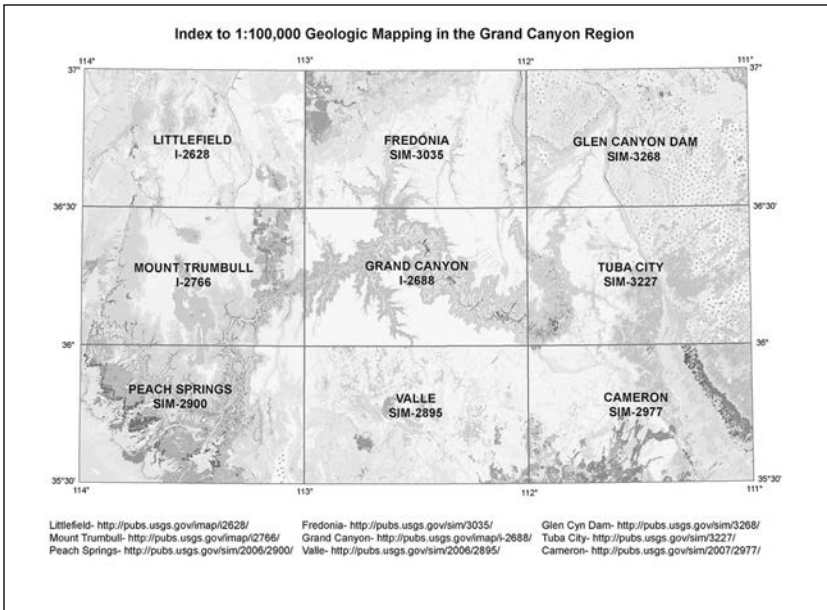 Index to 1:100,000 Geologic Mapping in the Grand Canyon Region
114° 113° 112° 111°
37° 37°
LITTLEFIELD
I-2628
FREDONIA
SIM-3035
GLEN CANYON DAM
SIM-3268
36°30' 36°30'
MOUNT TRUMBULL
I-2766
GRAND CANYON
I-2688
TUBA CITY
SIM-3227
36° 36°
PEACH SPRINGS
SIM-2900
VALLE
SIM-2895
CAMERON
SIM-2977
35°30' 35°30'
114° 113° 112° 111°
Littlefield- http://pubs.usgs.gov/imap/i2628/
Mount Trumbull- http://pubs.usgs.gov/imap/i2766/
Peach Springs- http://pubs.usgs.gov/sim/2006/2900/
Fredonia- http://pubs.usgs.gov/sim/3035/
Grand Canyon- http://pubs.usgs.gov/imap/i-2688/
Valle- http://pubs.usgs.gov/sim/2006/2895/
Glen Cyn Dam- http://pubs.usgs.gov/sim/3268/
Tuba City- http://pubs.usgs.gov/sim/3227/
Cameron- http://pubs.usgs.gov/sim/2007/2977/